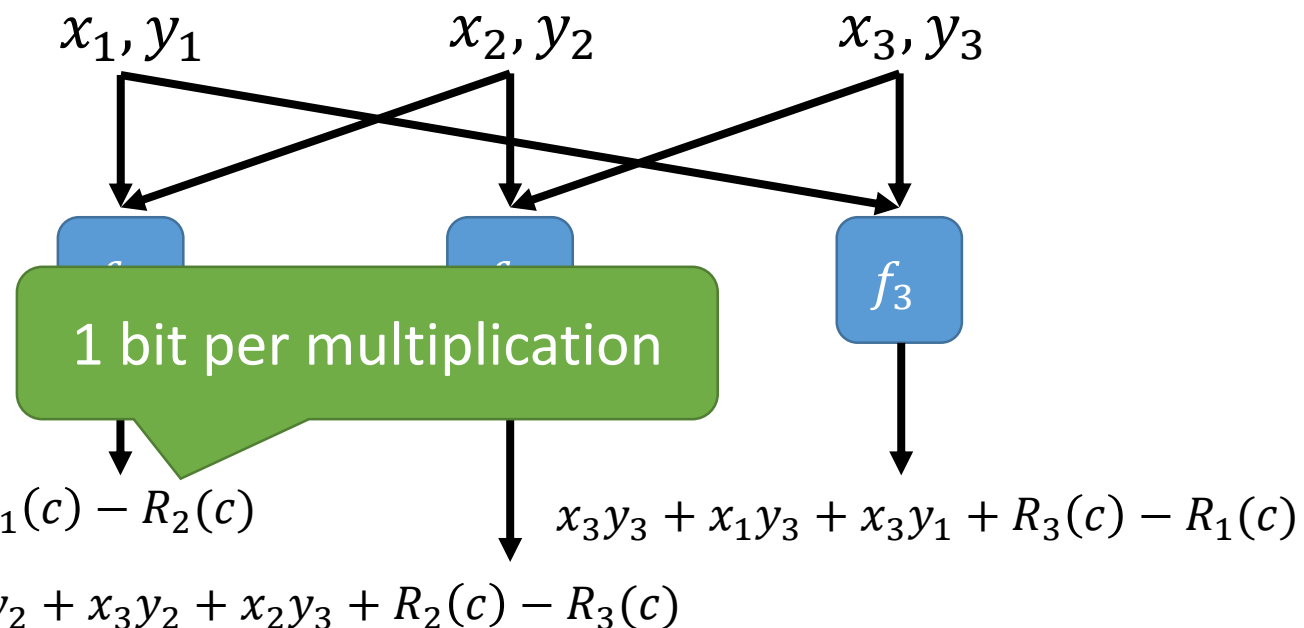 x₁, y₁ x₂, y₂ x₃, y₃
f₃
1 bit per multiplication
₁(c) − R₂(c)
x₃y₃ + x₁y₃ + x₃y₁ + R₃(c) − R₁(c)
y₂ + x₃y₂ + x₂y₃ + R₂(c) − R₃(c)